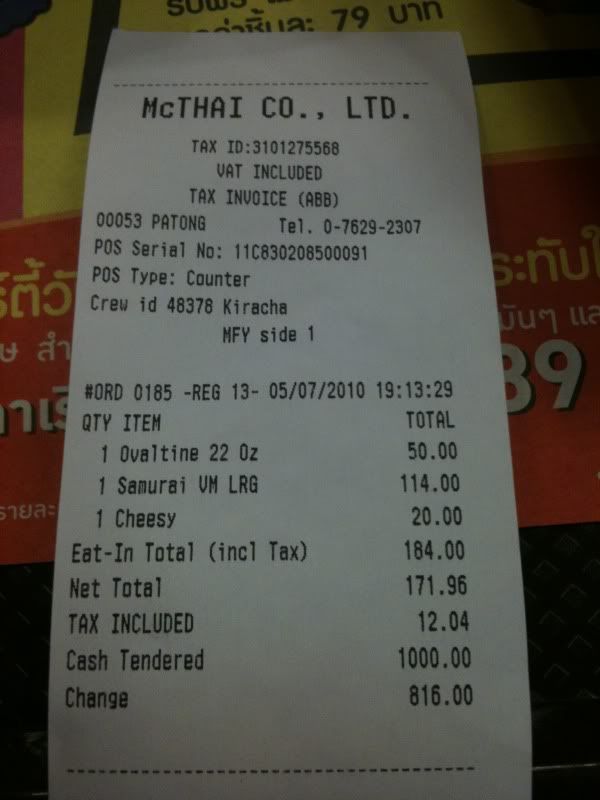 รับฟรี
ชิ้นละ 79 บาท
McTHAI CO., LTD.
TAX ID:3101275568
VAT INCLUDED
TAX INVOICE (ABB)
00053 PATONG Tel. 0-7629-2307
POS Serial No: 11C830208500091
POS Type: Counter
Crew id 48378 Kiracha
MFY side 1
#ORD 0185 -REG 13- 05/07/2010 19:13:29
QTY ITEM TOTAL
1 Ovaltine 22 Oz 50.00
1 Samurai VM LRG 114.00
1 Cheesy 20.00
Eat-In Total (incl Tax) 184.00
Net Total 171.96
TAX INCLUDED 12.04
Cash Tendered 1000.00
Change 816.00
89